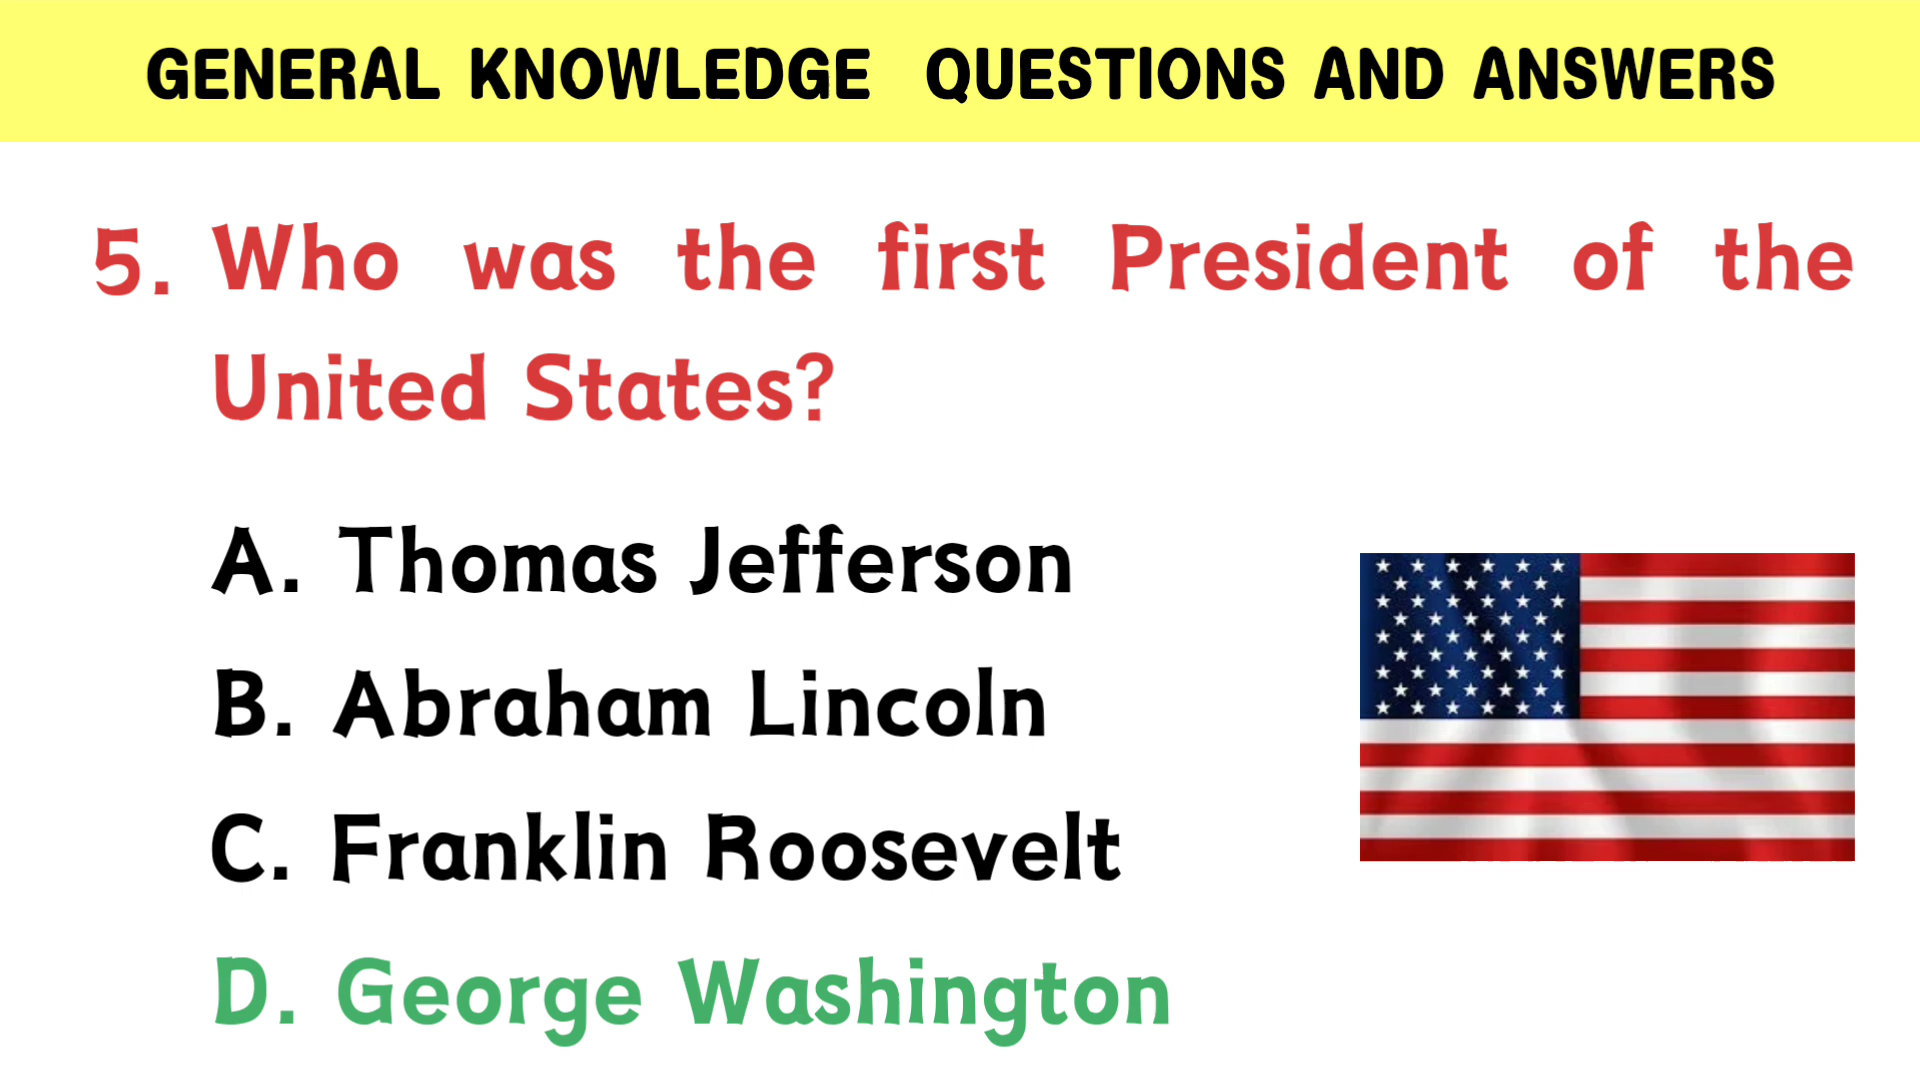 GENERAL KNOWLEDGE QUESTIONS AND ANSWERS
5. Who was the first President of the
United States?
A. Thomas Jefferson
B. Abraham Lincoln
C. Franklin Roosevelt
D. George Washington